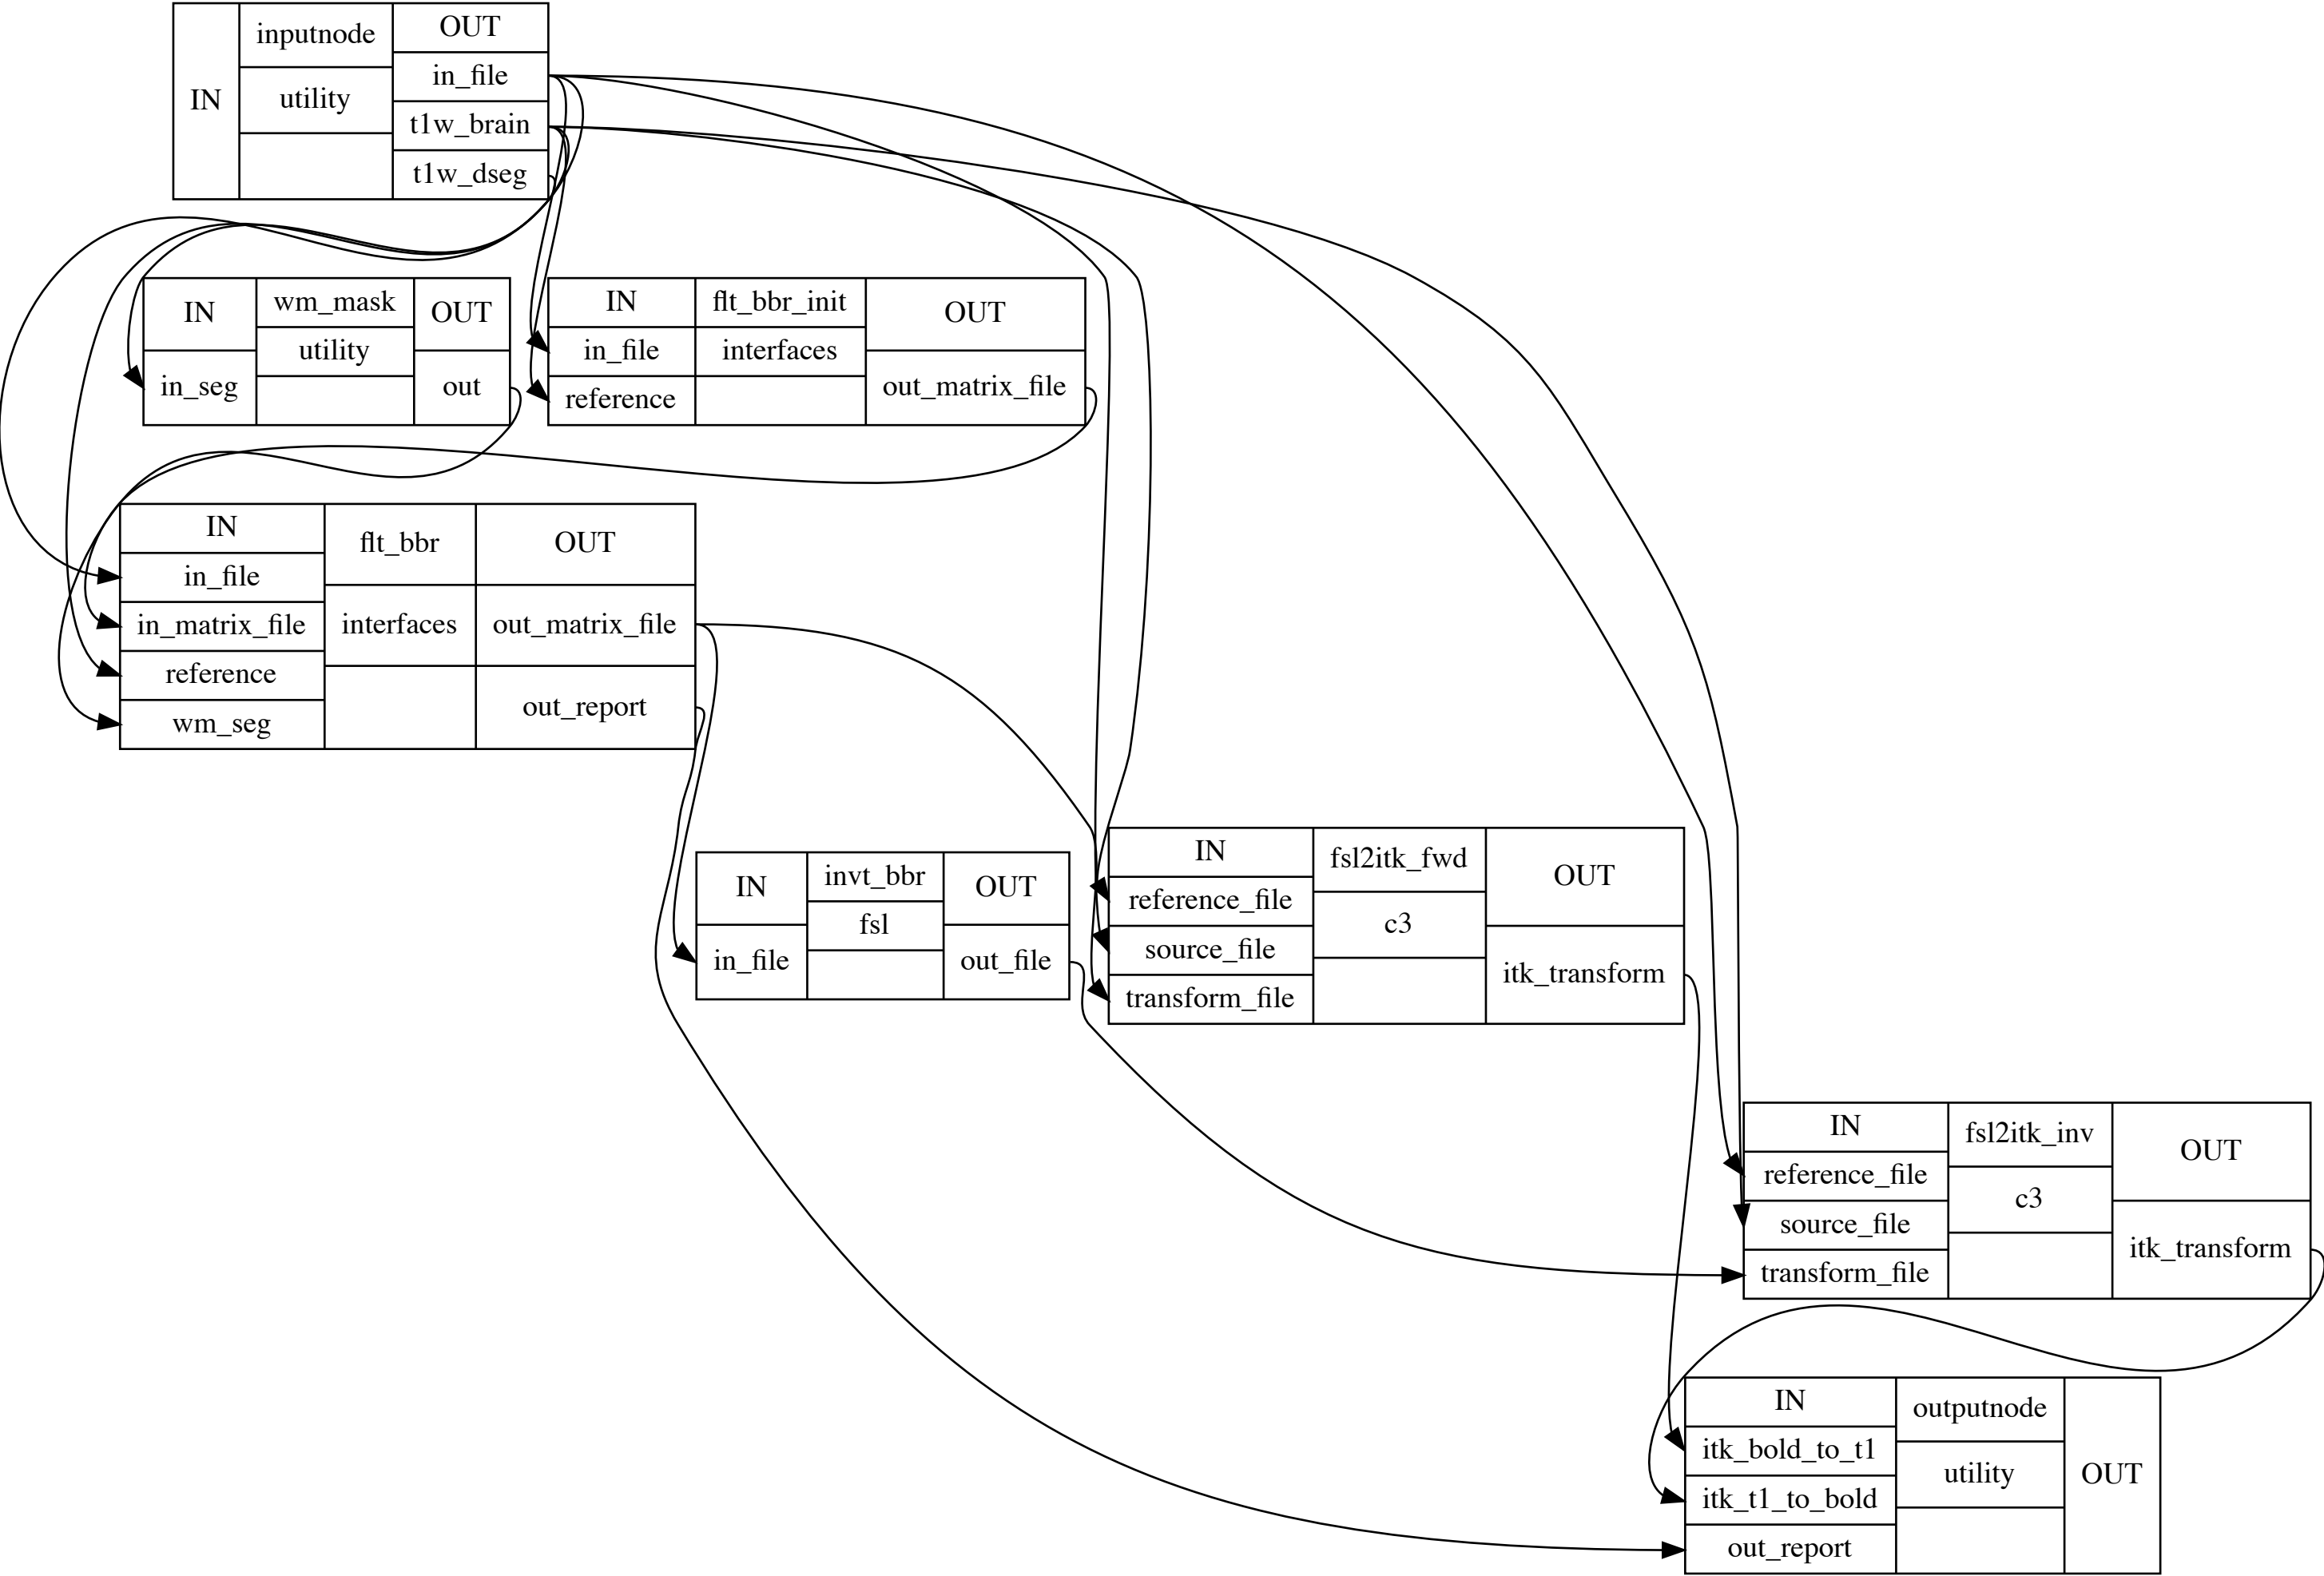 IN
inputnode
utility
OUT
in_file
t1w_brain
t1w_dseg
IN
in_seg
wm_mask
utility
OUT
out
IN
in_file
reference
flt_bbr_init
interfaces
OUT
out_matrix_file
IN
in_file
in_matrix_file
reference
wm_seg
flt_bbr
interfaces
OUT
out_matrix_file
out_report
IN
in_file
invt_bbr
fsl
OUT
out_file
IN
reference_file
source_file
transform_file
fsl2itk_fwd
c3
OUT
itk_transform
IN
reference_file
source_file
transform_file
fsl2itk_inv
c3
OUT
itk_transform
IN
itk_bold_to_t1
itk_t1_to_bold
out_report
outputnode
utility
OUT